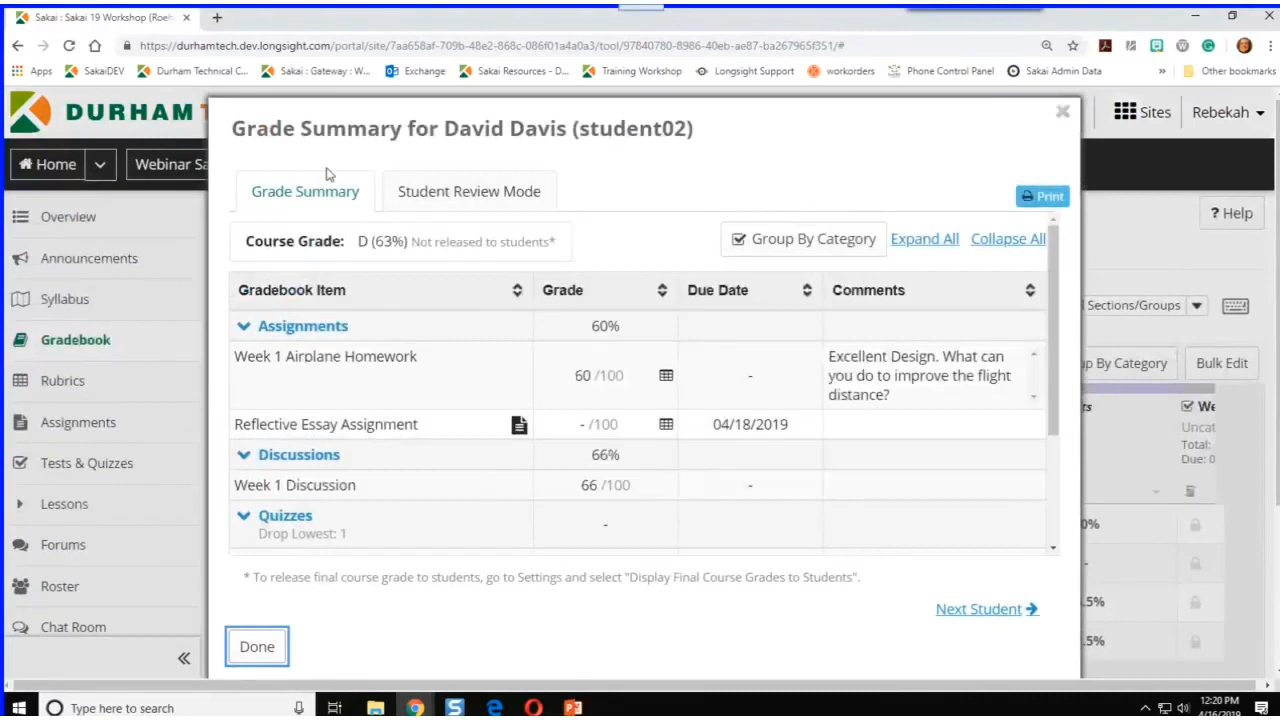 Sakai : Sakai 19 Workshop (Roeh
https://durhamtech.dev.longsight.com/portal/site/7aa658af-709b-48e2-868c-086f01a4a0a3/tool/97840780-8986-40eb-ae87-ba267965f351/#
Apps SakaiDEV Durham Technical C... Sakai : Gateway : W... Exchange Sakai Resources - D... Training Workshop Longsight Support workorders Phone Control Panel Sakai Admin Data » Other bookmarks
DURHAM
Sites
Rebekah
Home
Webinar Sa
Overview
Announcements
Syllabus
Gradebook
Rubrics
Assignments
Tests & Quizzes
Lessons
Forums
Roster
Chat Room
Grade Summary for David Davis (student02)
Grade Summary
Student Review Mode
Print
Course Grade: D (63%) Not released to students*
Group By Category
Expand All
Collapse All
Gradebook Item Grade Due Date Comments
Assignments 60%
Week 1 Airplane Homework 60 /100 - Excellent Design. What can
you do to improve the flight
distance?
Reflective Essay Assignment - /100 04/18/2019
Discussions 66%
Week 1 Discussion 66 /100 -
Quizzes -
Drop Lowest: 1
* To release final course grade to students, go to Settings and select "Display Final Course Grades to Students".
Next Student
Done
? Help
Sections/Groups
p By Category
Bulk Edit
ts
We
Uncat
Total:
Due: 0
0%
-
.5%
.5%
Type here to search
12:20 PM
4/16/2019